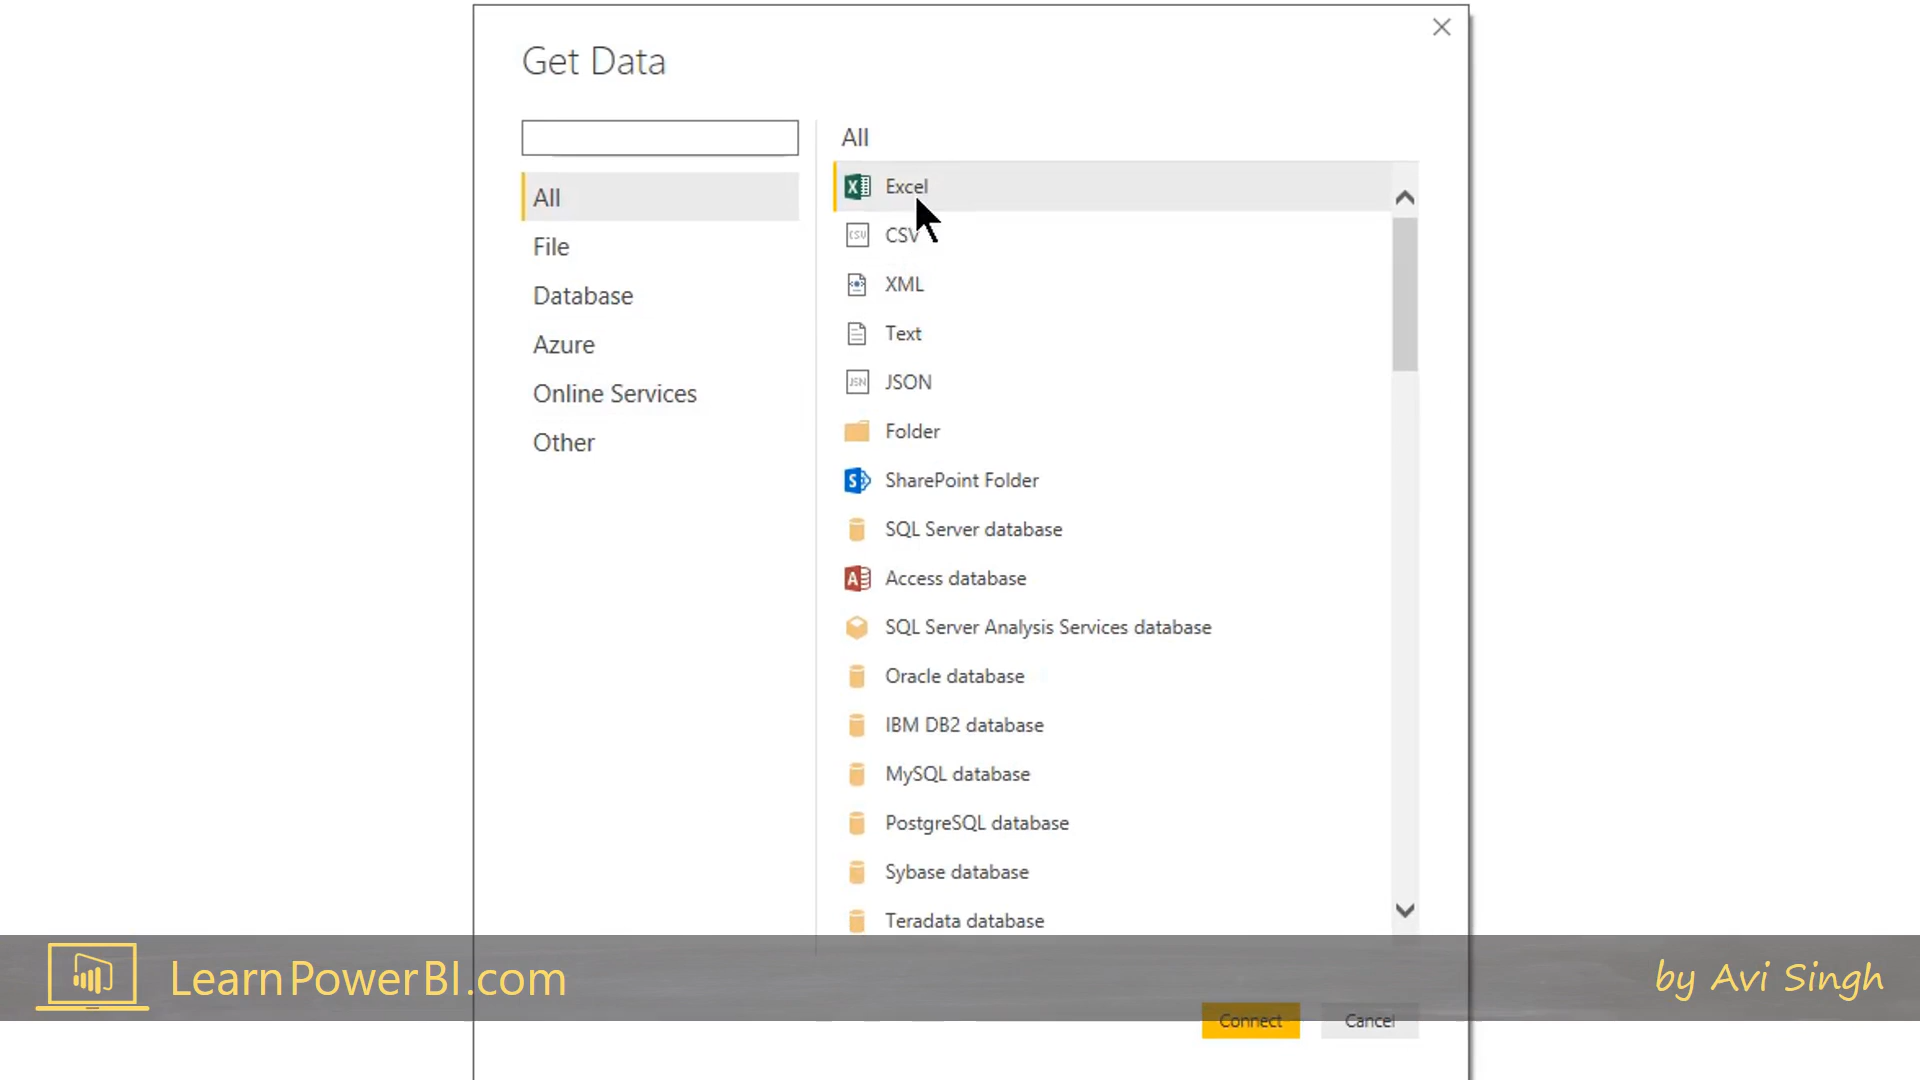 Get Data
All
File
Database
Azure
Online Services
Other
All
Excel
CSV
XML
Text
JSON
Folder
SharePoint Folder
SQL Server database
Access database
SQL Server Analysis Services database
Oracle database
IBM DB2 database
MySQL database
PostgreSQL database
Sybase database
Teradata database
LearnPowerBI.com
by Avi Singh
Connect
Cancel